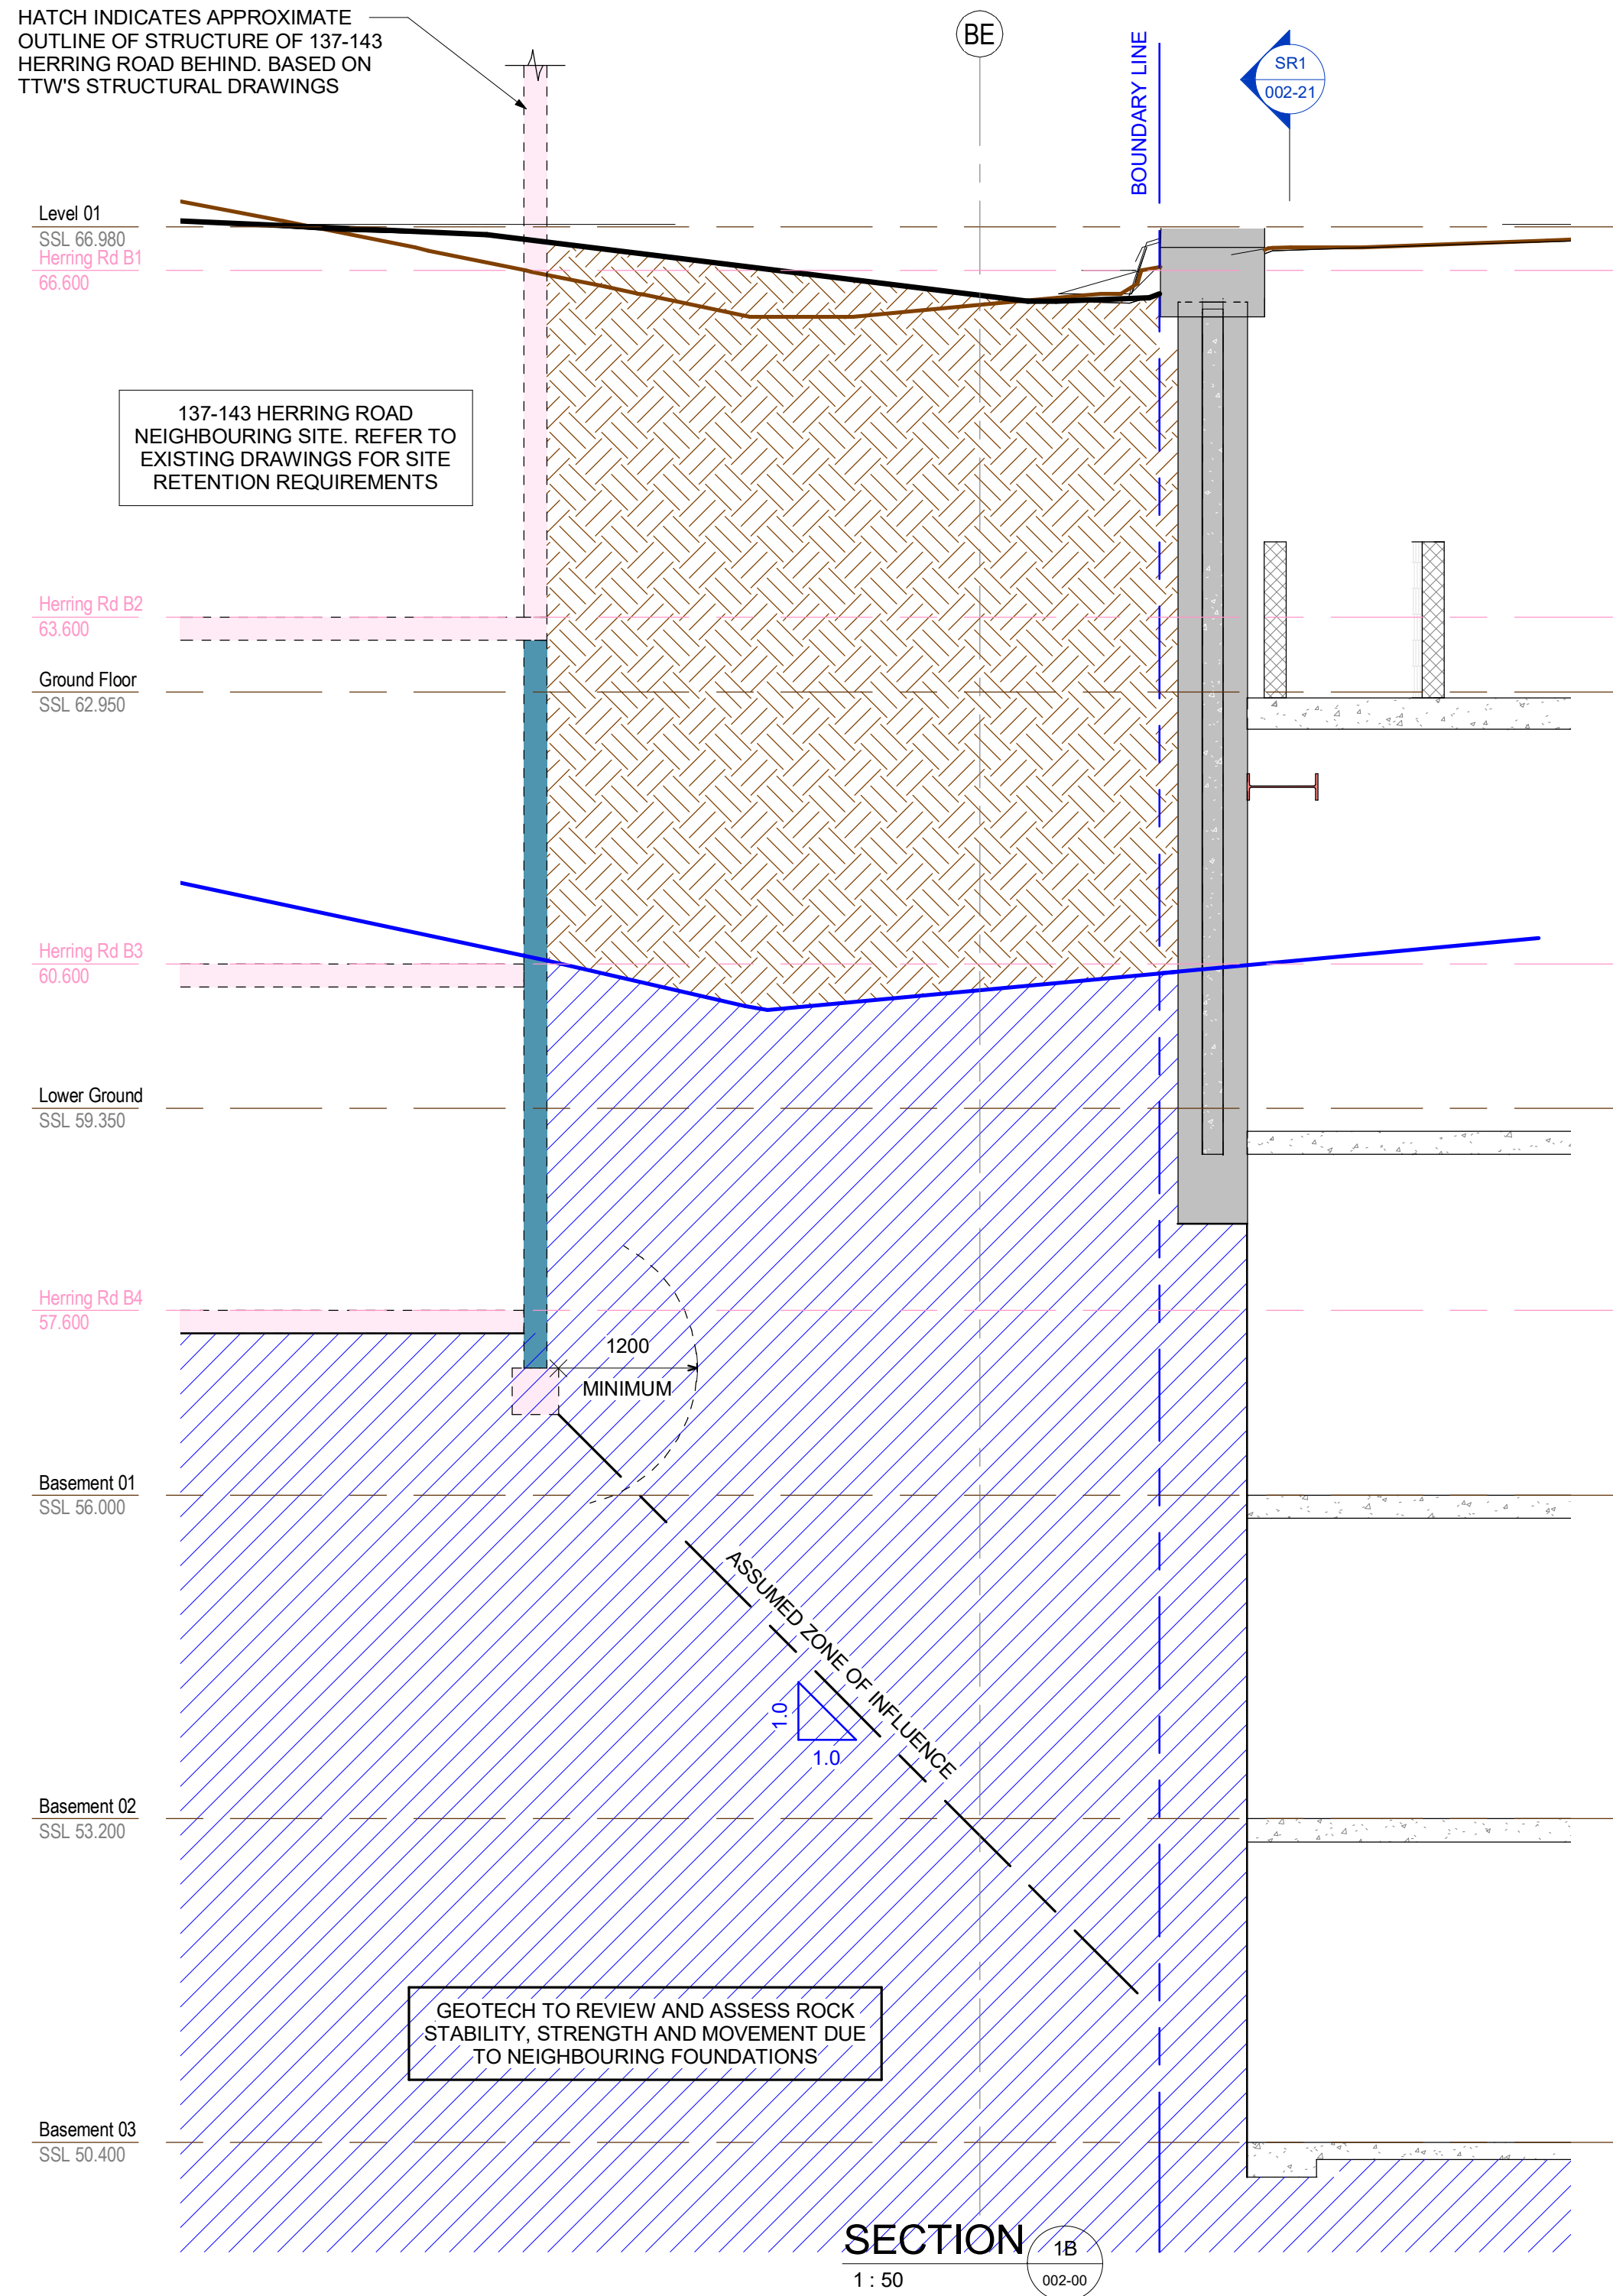 HATCH INDICATES APPROXIMATE
OUTLINE OF STRUCTURE OF 137-143
HERRING ROAD BEHIND. BASED ON
TTW'S STRUCTURAL DRAWINGS
BE
BOUNDARY LINE
SR1
002-21
Level 01
SSL 66.980
Herring Rd B1
66.600
137-143 HERRING ROAD
NEIGHBOURING SITE. REFER TO
EXISTING DRAWINGS FOR SITE
RETENTION REQUIREMENTS
Herring Rd B2
63.600
Ground Floor
SSL 62.950
Herring Rd B3
60.600
Lower Ground
SSL 59.350
Herring Rd B4
57.600
1200
MINIMUM
Basement 01
SSL 56.000
ASSUMED ZONE OF INFLUENCE
1.0
1.0
Basement 02
SSL 53.200
GEOTECH TO REVIEW AND ASSESS ROCK
STABILITY, STRENGTH AND MOVEMENT DUE
TO NEIGHBOURING FOUNDATIONS
Basement 03
SSL 50.400
SECTION
1B
1 : 50
002-00